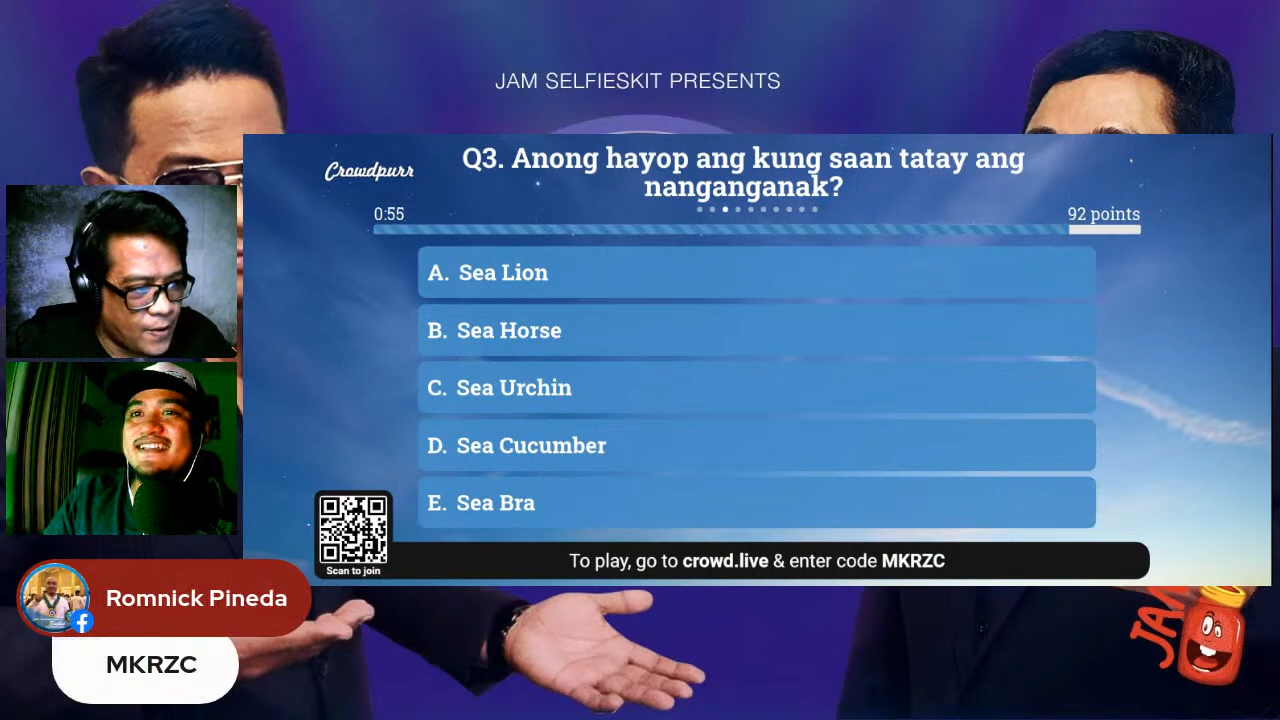 JAM SELFIESKIT PRESENTS
Crowdpurr
Q3. Anong hayop ang kung saan tatay ang
nanganganak?
0:55
92 points
A. Sea Lion
B. Sea Horse
C. Sea Urchin
D. Sea Cucumber
E. Sea Bra
Scan to join
To play, go to crowd.live & enter code MKRZC
Romnick Pineda
MKRZC
JAM